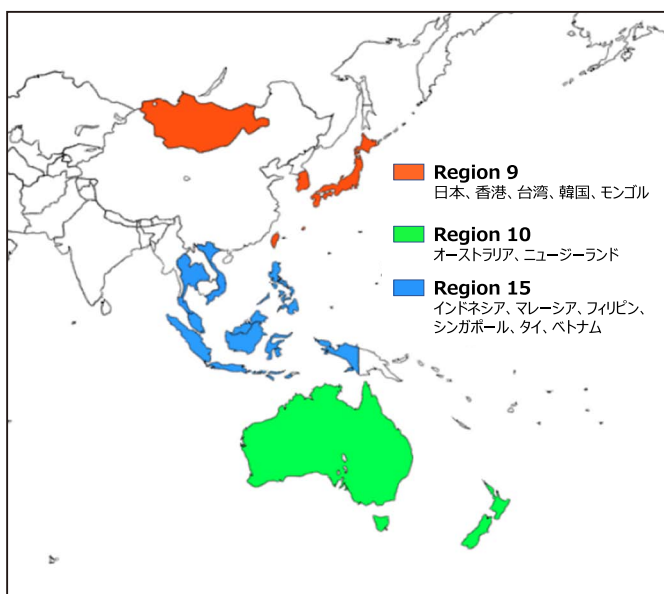 Region 9
日本、香港、台湾、韓国、モンゴル
Region 10
オーストラリア、ニュージーランド
Region 15
インドネシア、マレーシア、フィリピン、
シンガポール、タイ、ベトナム